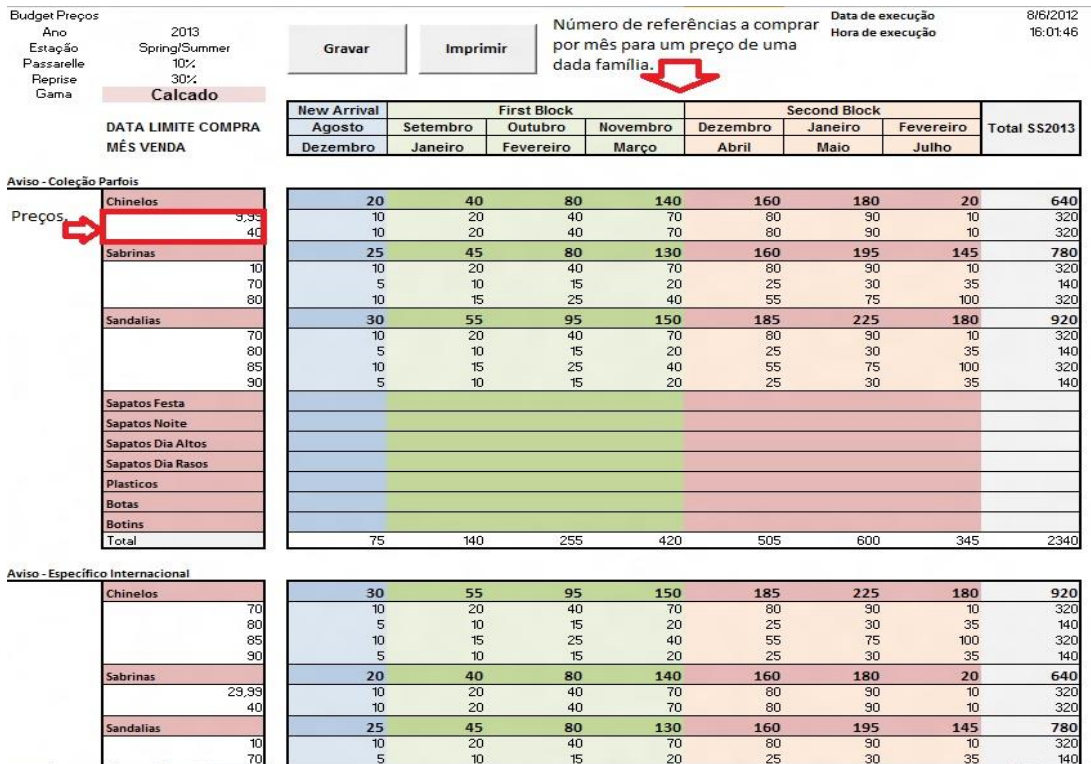 Budget Preços
Ano 2013
Estação Spring/Summer
Passarelle 10%
Reprise 30%
Gama Calcado
Gravar Imprimir
Número de referências a comprar
por mês para um preço de uma
dada família.
Data de execução 8/6/2012
Hora de execução 16:01:46
New Arrival First Block Second Block Total SS2013
DATA LIMITE COMPRA Agosto Setembro Outubro Novembro Dezembro Janeiro Fevereiro
MÊS VENDA Dezembro Janeiro Fevereiro Março Abril Maio Julho
Aviso - Coleção Parfois
Chinelos 20 40 80 140 160 180 20 640
Preços. 9,99 10 20 40 70 80 90 10 320
40 10 20 40 70 80 90 10 320
Sabrinas 25 45 80 130 160 195 145 780
10 10 20 40 70 80 90 10 320
70 5 10 15 20 25 30 35 140
80 10 15 25 40 55 75 100 320
Sandalias 30 55 95 150 185 225 180 920
70 10 20 40 70 80 90 10 320
80 5 10 15 20 25 30 35 140
85 10 15 25 40 55 75 100 320
90 5 10 15 20 25 30 35 140
Sapatos Festa
Sapatos Noite
Sapatos Dia Altos
Sapatos Dia Rasos
Plasticos
Botas
Botins
Total 75 140 255 420 505 600 345 2340
Aviso - Específico Internacional
Chinelos 30 55 95 150 185 225 180 920
70 10 20 40 70 80 90 10 320
80 5 10 15 20 25 30 35 140
85 10 15 25 40 55 75 100 320
90 5 10 15 20 25 30 35 140
Sabrinas 20 40 80 140 160 180 20 640
29,99 10 20 40 70 80 90 10 320
40 10 20 40 70 80 90 10 320
Sandalias 25 45 80 130 160 195 145 780
10 10 20 40 70 80 90 10 320
70 5 10 15 20 25 30 35 140